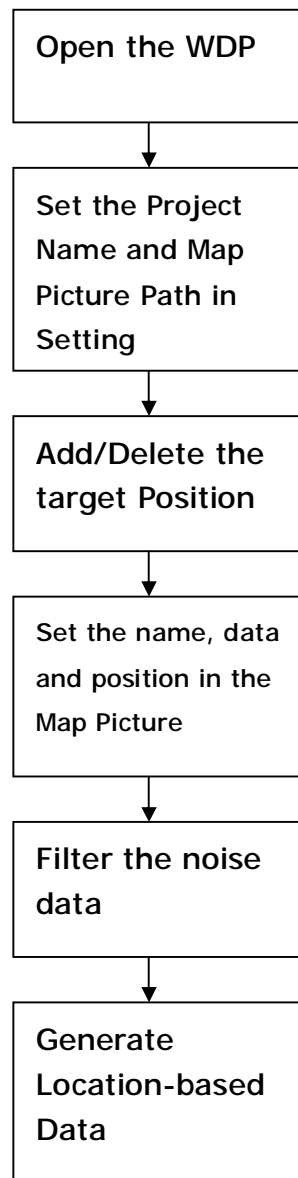 Open the WDP
Set the Project
Name and Map
Picture Path in
Setting
Add/Delete the
target Position
Set the name, data
and position in the
Map Picture
Filter the noise
data
Generate
Location-based
Data